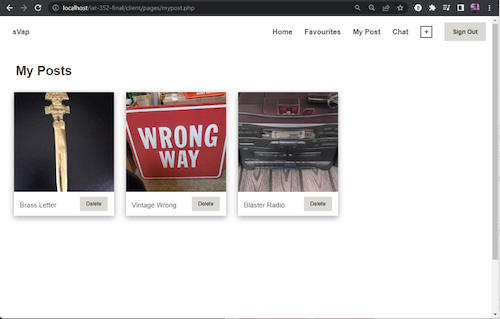 localhost/iat-352-final/client/pages/mypost.php
sVap
Home Favourites My Post Chat + Sign Out
My Posts
WRONG
WAY
Brass Letter Delete
Vintage Wrong Delete
Blaster Radio Delete